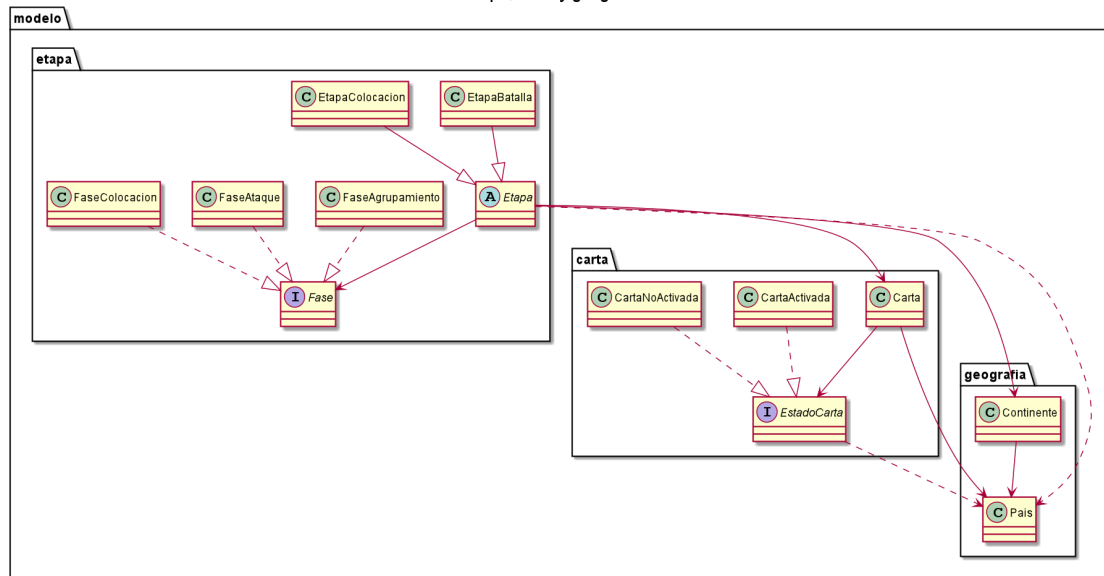 modelo
etapa
C EtapaColocacion
C EtapaBatalla
C FaseColocacion
C FaseAtaque
C FaseAgrupamiento
A Etapa
I Fase
carta
C CartaNoActivada
C CartaActivada
C Carta
I EstadoCarta
geografia
C Continente
C Pais